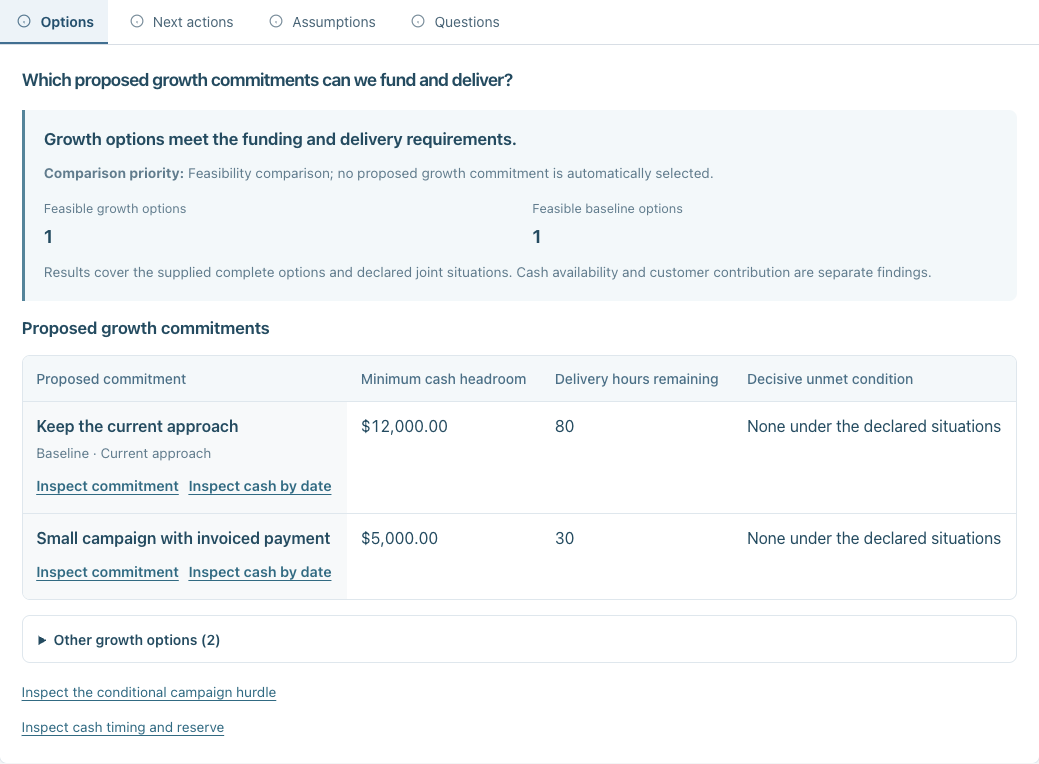 Options
Next actions
Assumptions
Questions
Which proposed growth commitments can we fund and deliver?
Growth options meet the funding and delivery requirements.
Comparison priority: Feasibility comparison; no proposed growth commitment is automatically selected.
Feasible growth options
Feasible baseline options
1
1
Results cover the supplied complete options and declared joint situations. Cash availability and customer contribution are separate findings.
Proposed growth commitments
Proposed commitment
Minimum cash headroom
Delivery hours remaining
Decisive unmet condition
Keep the current approach
$12,000.00
80
None under the declared situations
Baseline · Current approach
Inspect commitment
Inspect cash by date
Small campaign with invoiced payment
$5,000.00
30
None under the declared situations
Inspect commitment
Inspect cash by date
Other growth options (2)
Inspect the conditional campaign hurdle
Inspect cash timing and reserve